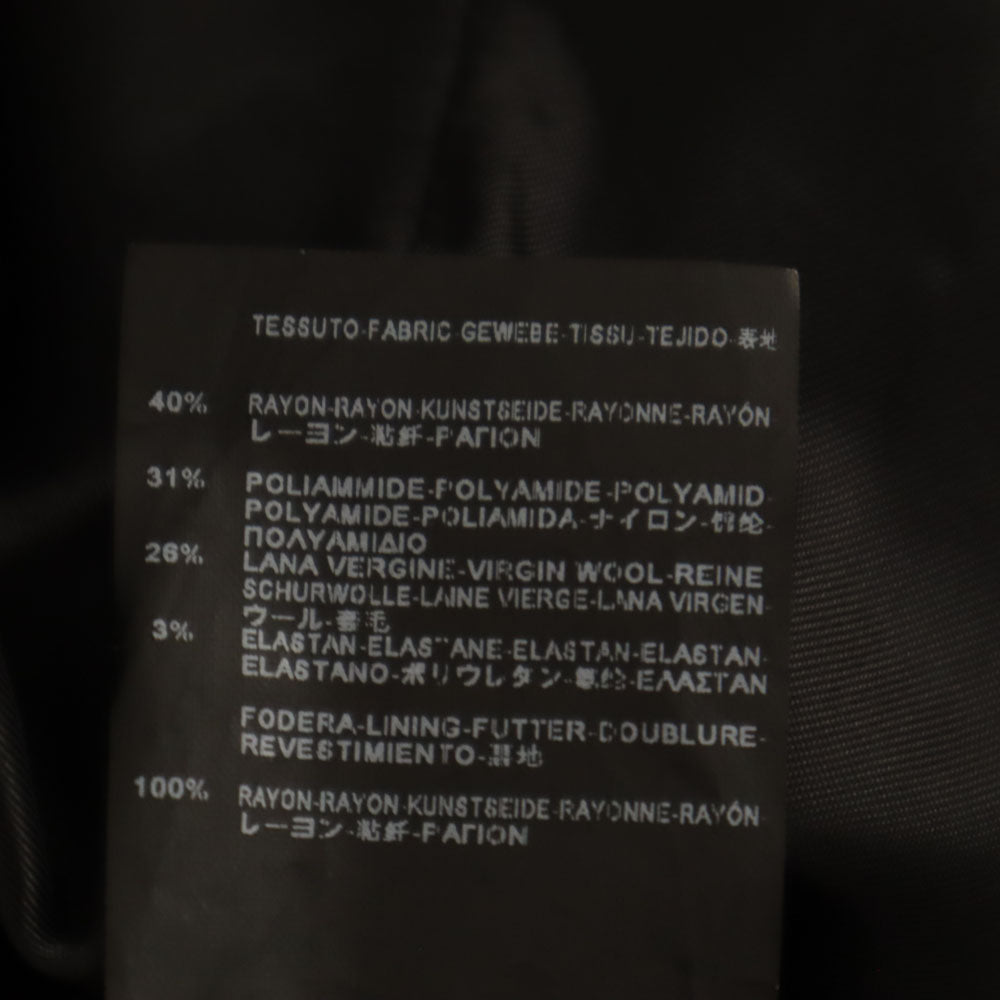 TESSUTO-FABRIC-GEWEBE-TISSU-TEJIDO-表地
40% RAYON-RAYON-KUNSTSEIDE-RAYONNE-RAYÓN
レーヨン-粘纤-ΡΑΓΙΟΝ
31% POLIAMMIDE-POLYAMIDE-POLYAMID-
POLYAMIDE-POLIAMIDA-ナイロン-锦纶-
ΠΟΛΥΑΜΙΔΙΟ
26% LANA VERGINE-VIRGIN WOOL-REINE
SCHURWOLLE-LAINE VIERGE-LANA VIRGEN-
ウール-
3% ELASTAN-ELASTANE-ELASTAN-ELASTAN-
ELASTANO-ポリウレタン-氨纶-ΕΛΑΣΤΑΝ
FODERA-LINING-FUTTER-DOUBLURE-
REVESTIMIENTO-裏地
100% RAYON-RAYON-KUNSTSEIDE-RAYONNE-RAYÓN
レーヨン-粘纤-ΡΑΓΙΟΝ